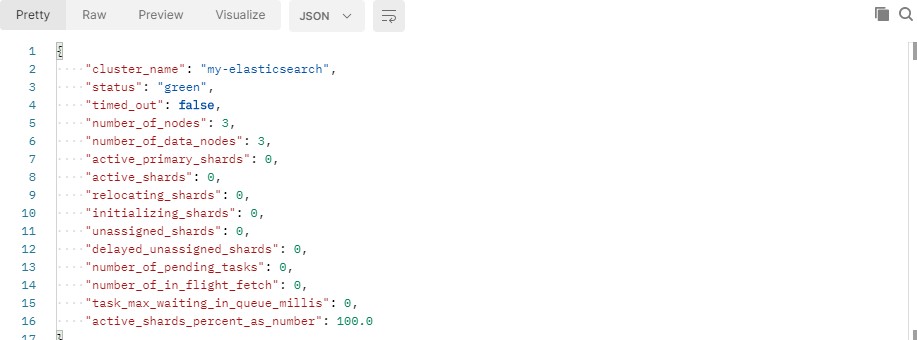 Pretty Raw Preview Visualize JSON
1 {
2 "cluster_name": "my-elasticsearch",
3 "status": "green",
4 "timed_out": false,
5 "number_of_nodes": 3,
6 "number_of_data_nodes": 3,
7 "active_primary_shards": 0,
8 "active_shards": 0,
9 "relocating_shards": 0,
10 "initializing_shards": 0,
11 "unassigned_shards": 0,
12 "delayed_unassigned_shards": 0,
13 "number_of_pending_tasks": 0,
14 "number_of_in_flight_fetch": 0,
15 "task_max_waiting_in_queue_millis": 0,
16 "active_shards_percent_as_number": 100.0
17 }